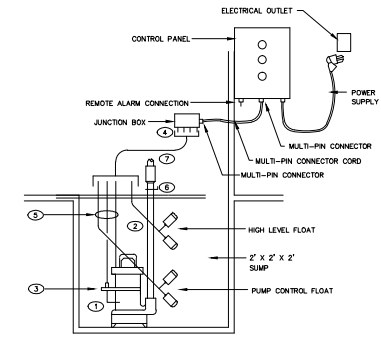 ELECTRICAL OUTLET
CONTROL PANEL
REMOTE ALARM CONNECTION
POWER
SUPPLY
JUNCTION BOX
4
MULTI-PIN CONNECTOR
7
MULTI-PIN CONNECTOR CORD
MULTI-PIN CONNECTOR
6
5
2
HIGH LEVEL FLOAT
2' X 2' X 2'
SUMP
3
PUMP CONTROL FLOAT
1